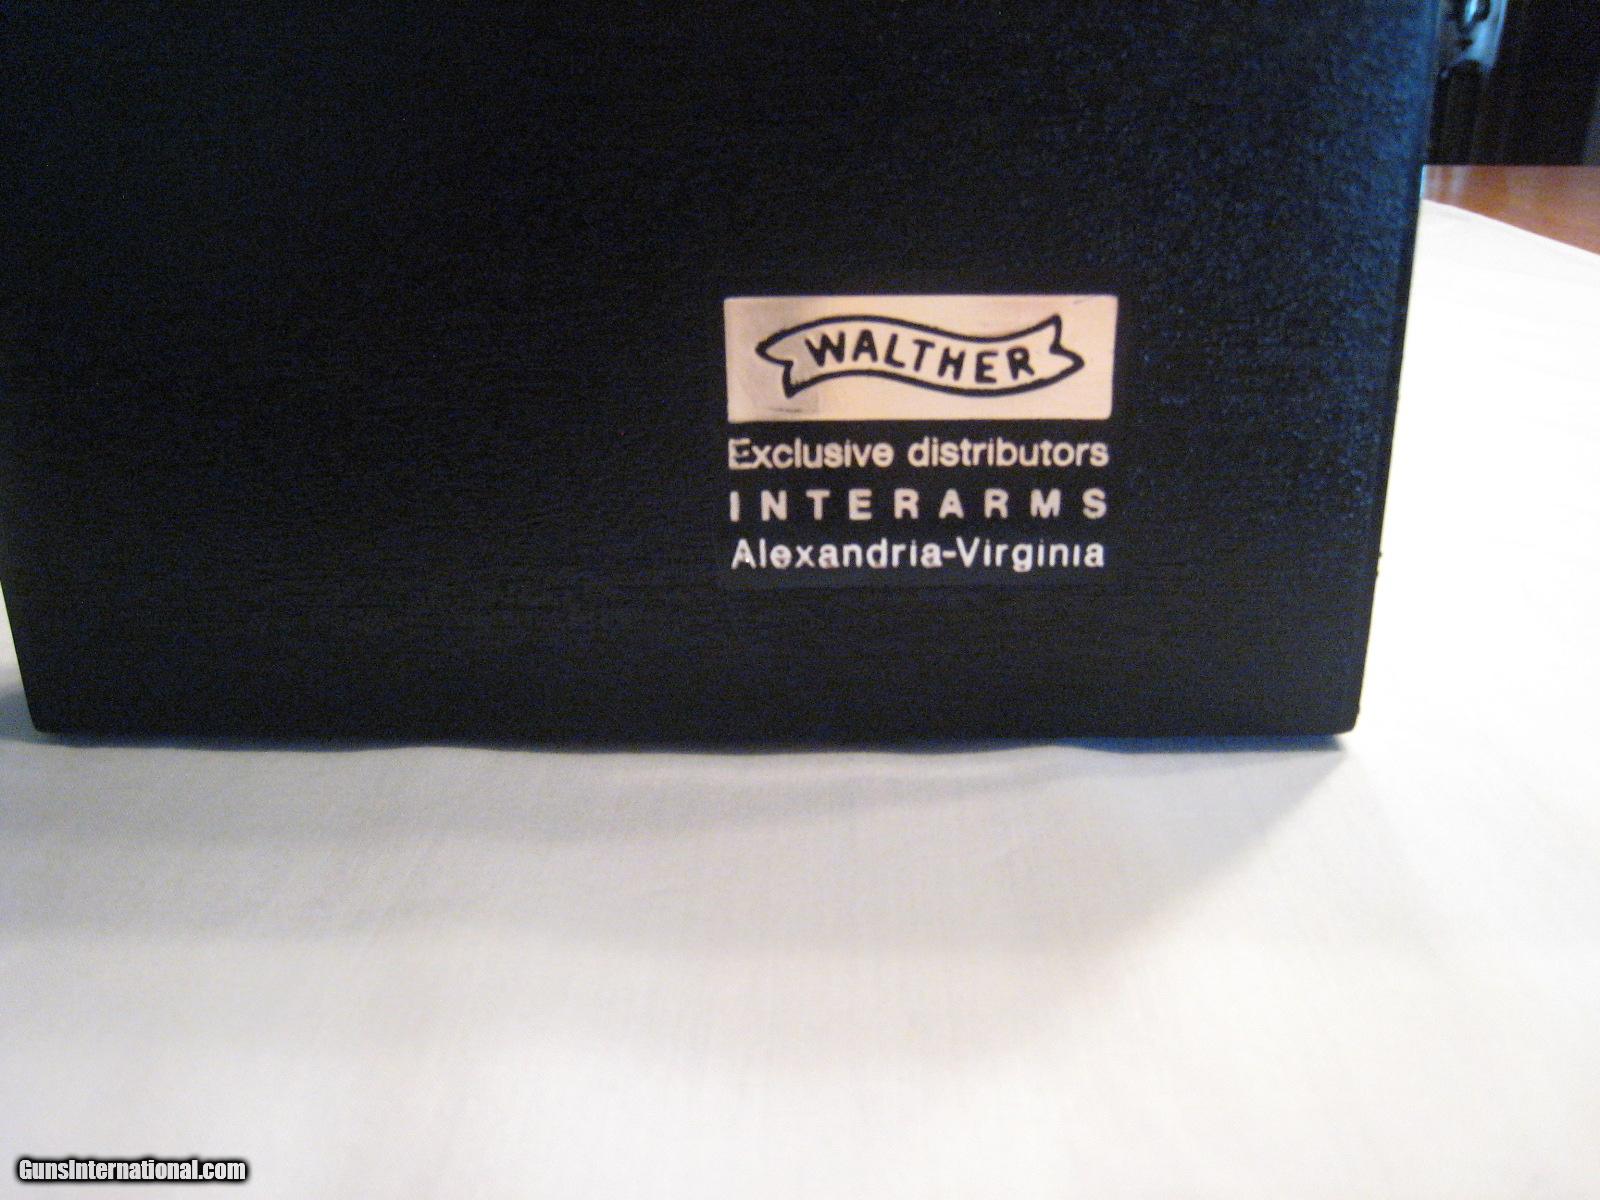 WALTHER
Exclusive distributors
INTERARMS
Alexandria-Virginia
GunsInternational.com